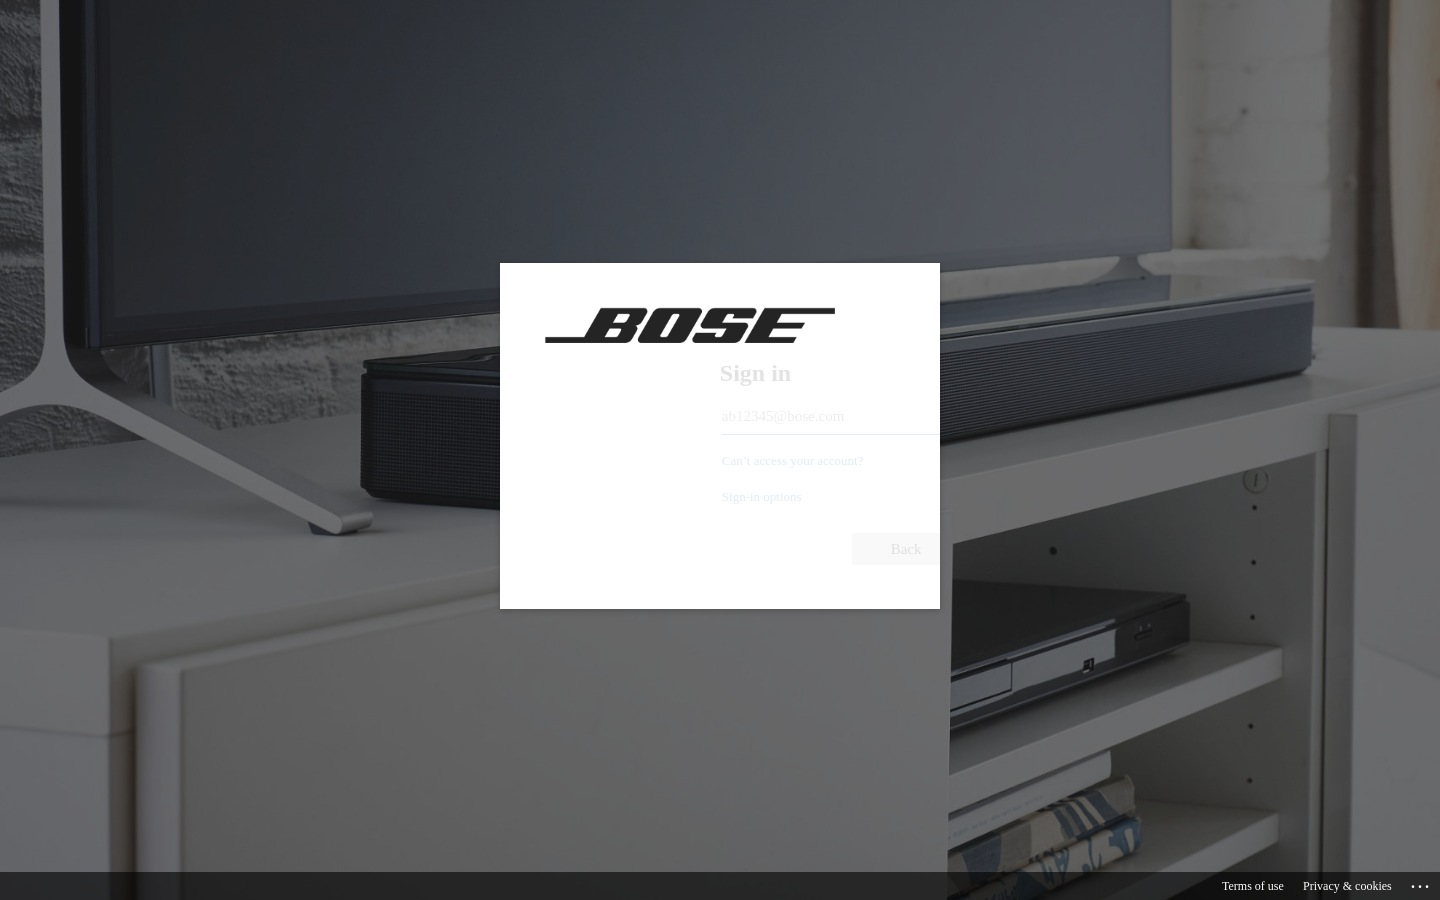 BOSE
Sign in
ab12345@bose.com
Can’t access your account?
Sign-in options
Back
Terms of use
Privacy & cookies
...